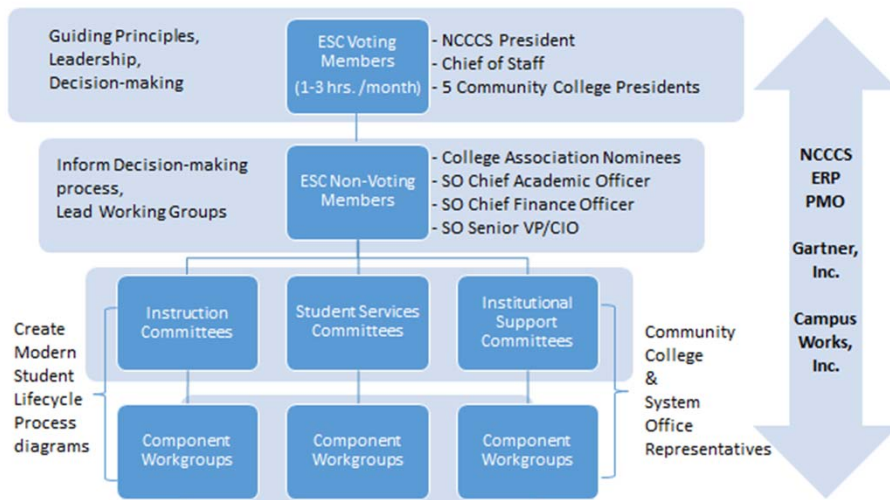 Guiding Principles,
Leadership,
Decision-making
ESC Voting
Members
(1-3 hrs. /month)
- NCCCS President
- Chief of Staff
- 5 Community College Presidents
Inform Decision-making
process,
Lead Working Groups
ESC Non-Voting
Members
- College Association Nominees
- SO Chief Academic Officer
- SO Chief Finance Officer
- SO Senior VP/CIO
Create
Modern
Student
Lifecycle
Process
diagrams
Instruction
Committees
Student Services
Committees
Institutional
Support
Committees
Component
Workgroups
Component
Workgroups
Component
Workgroups
Community
College
&
System
Office
Representatives
NCCCS
ERP
PMO
Gartner,
Inc.
Campus
Works,
Inc.